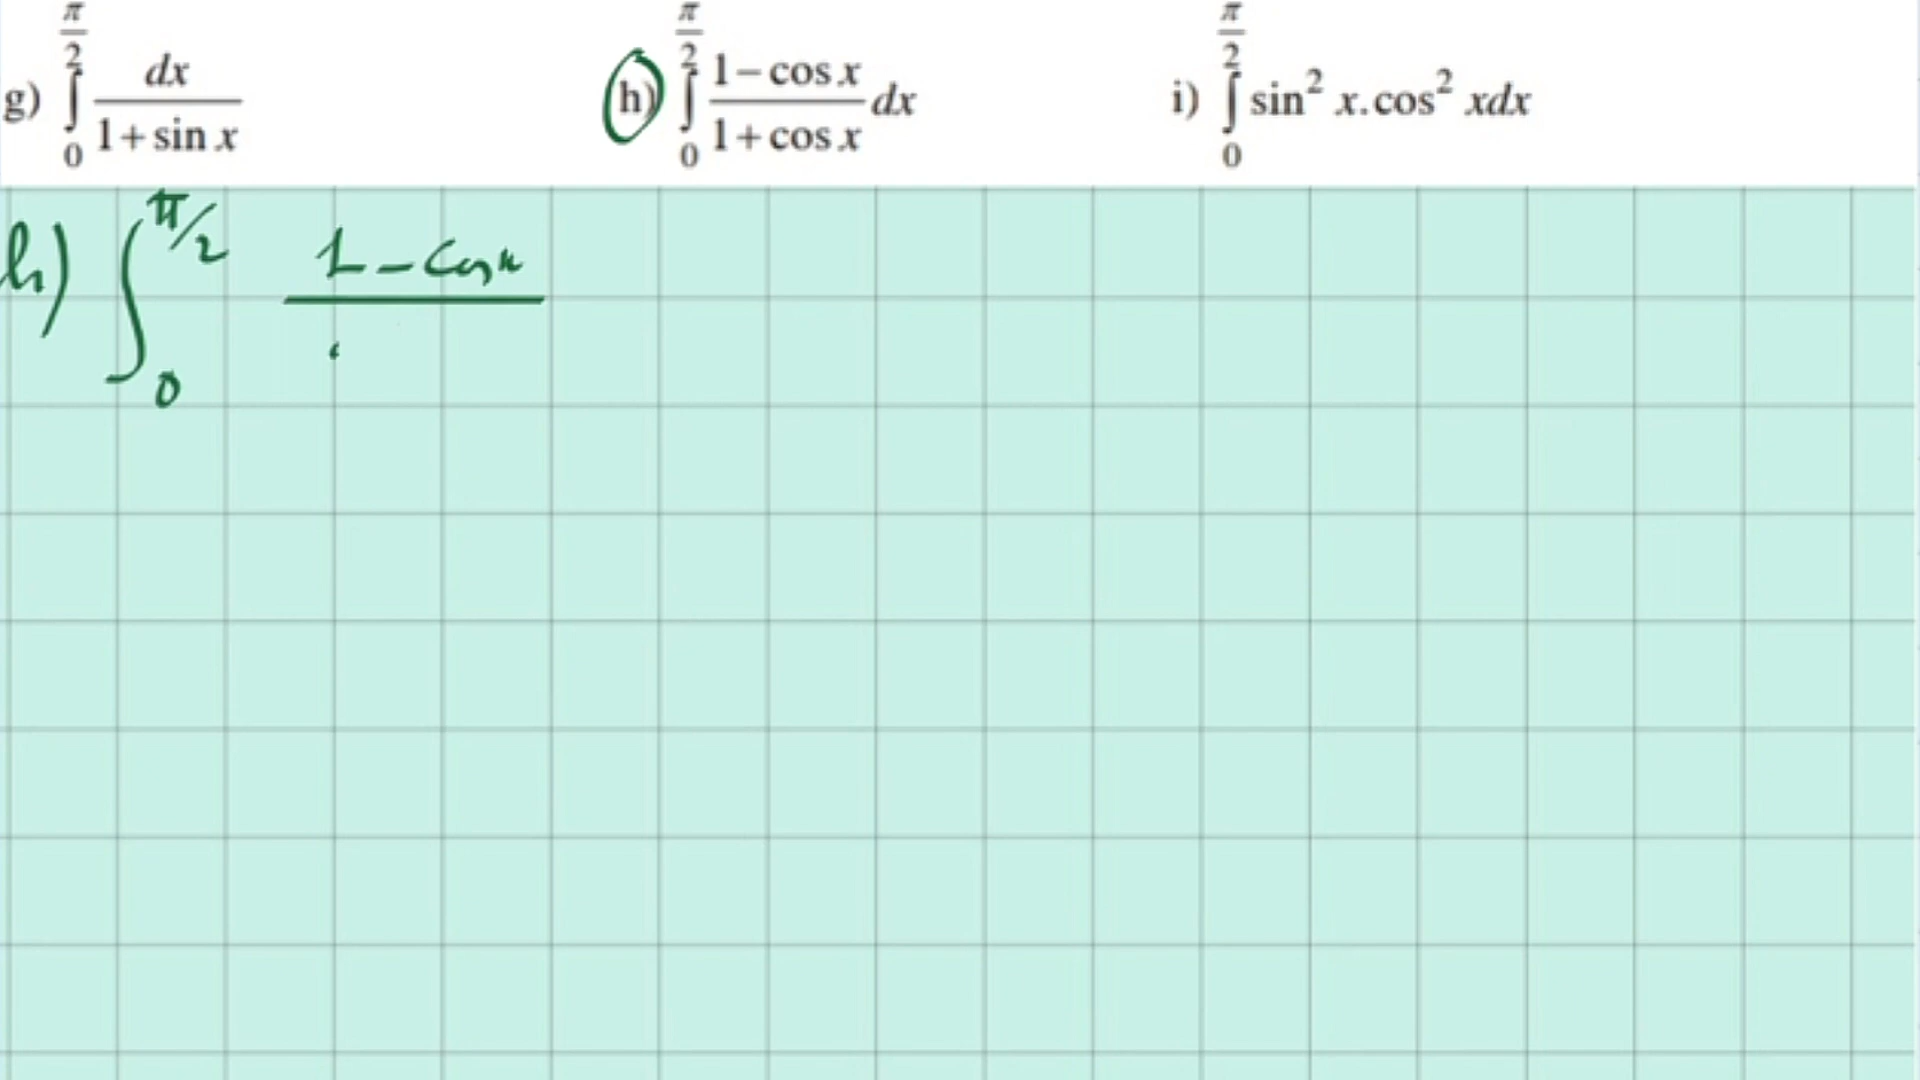 g) ∫₀^(π/2) dx/(1+sin x) h) ∫₀^(π/2) (1−cos x)/(1+cos x) dx i) ∫₀^(π/2) sin² x.cos² xdx
h) ∫₀^(π/2) 1 − cos x